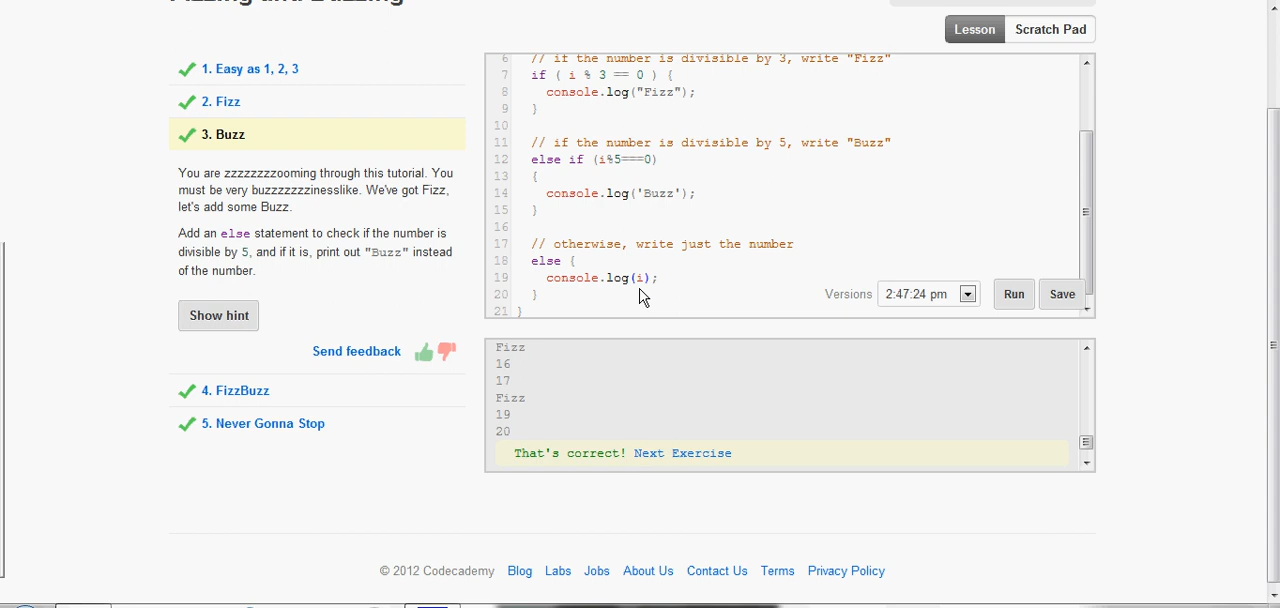 Fizzing and Buzzing
Lesson
Scratch Pad
1. Easy as 1, 2, 3
2. Fizz
3. Buzz
You are zzzzzzzzooming through this tutorial. You
must be very buzzzzzzzinesslike. We've got Fizz,
let's add some Buzz.
Add an else statement to check if the number is
divisible by 5, and if it is, print out "Buzz" instead
of the number.
Show hint
Send feedback
4. FizzBuzz
5. Never Gonna Stop
6 // if the number is divisible by 3, write "Fizz"
7 if ( i % 3 == 0 ) {
8 console.log("Fizz");
9 }
10
11 // if the number is divisible by 5, write "Buzz"
12 else if (i%5===0)
13 {
14 console.log('Buzz');
15 }
16
17 // otherwise, write just the number
18 else {
19 console.log(i);
20 }
21 }
Versions 2:47:24 pm Run Save
Fizz
16
17
Fizz
19
20
That's correct! Next Exercise
© 2012 Codecademy Blog Labs Jobs About Us Contact Us Terms Privacy Policy